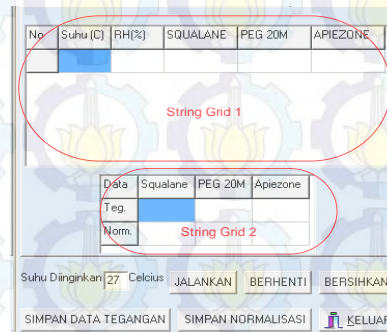 No Suhu (C) RH(%) SQUALANE PEG 20M APIEZONE
String Grid 1
Data Squalane PEG 20M Apiezone
Teg.
Norm.
String Grid 2
Suhu Diinginkan 27 Celcius JALANKAN BERHENTI BERSIHKAN
SIMPAN DATA TEGANGAN SIMPAN NORMALISASI KELUAR